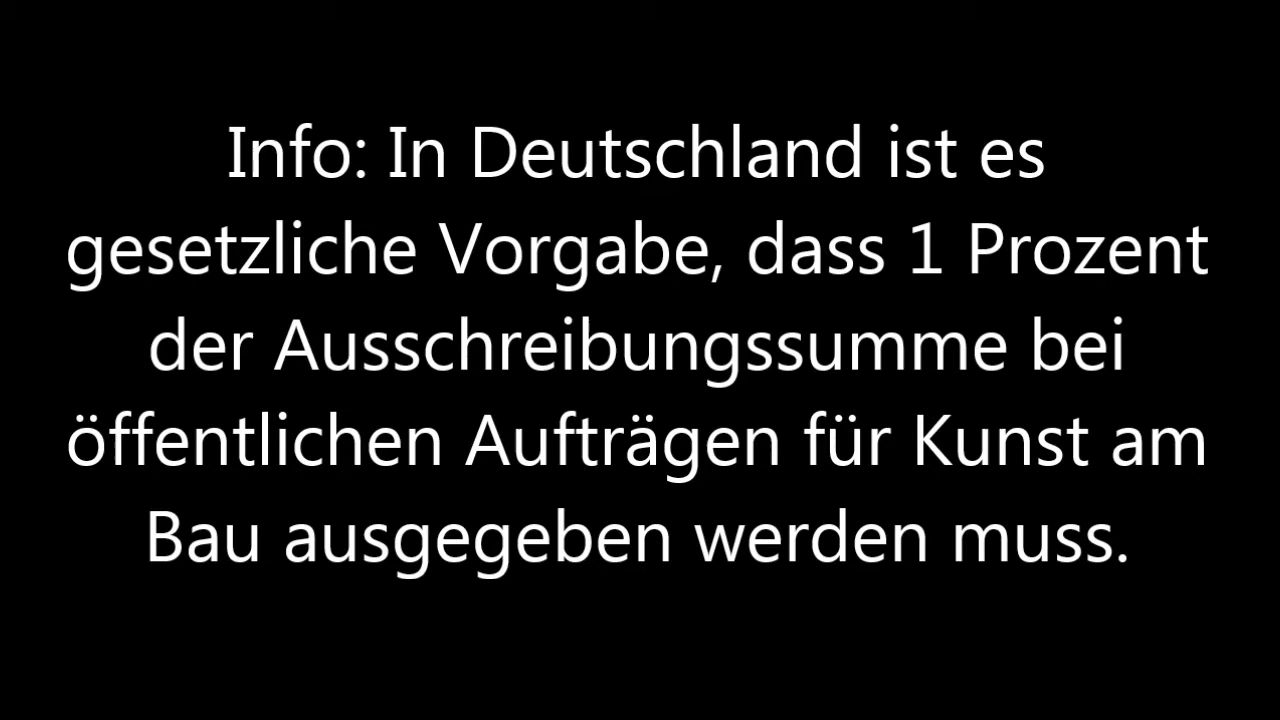 Info: In Deutschland ist es
gesetzliche Vorgabe, dass 1 Prozent
der Ausschreibungssumme bei
öffentlichen Aufträgen für Kunst am
Bau ausgegeben werden muss.